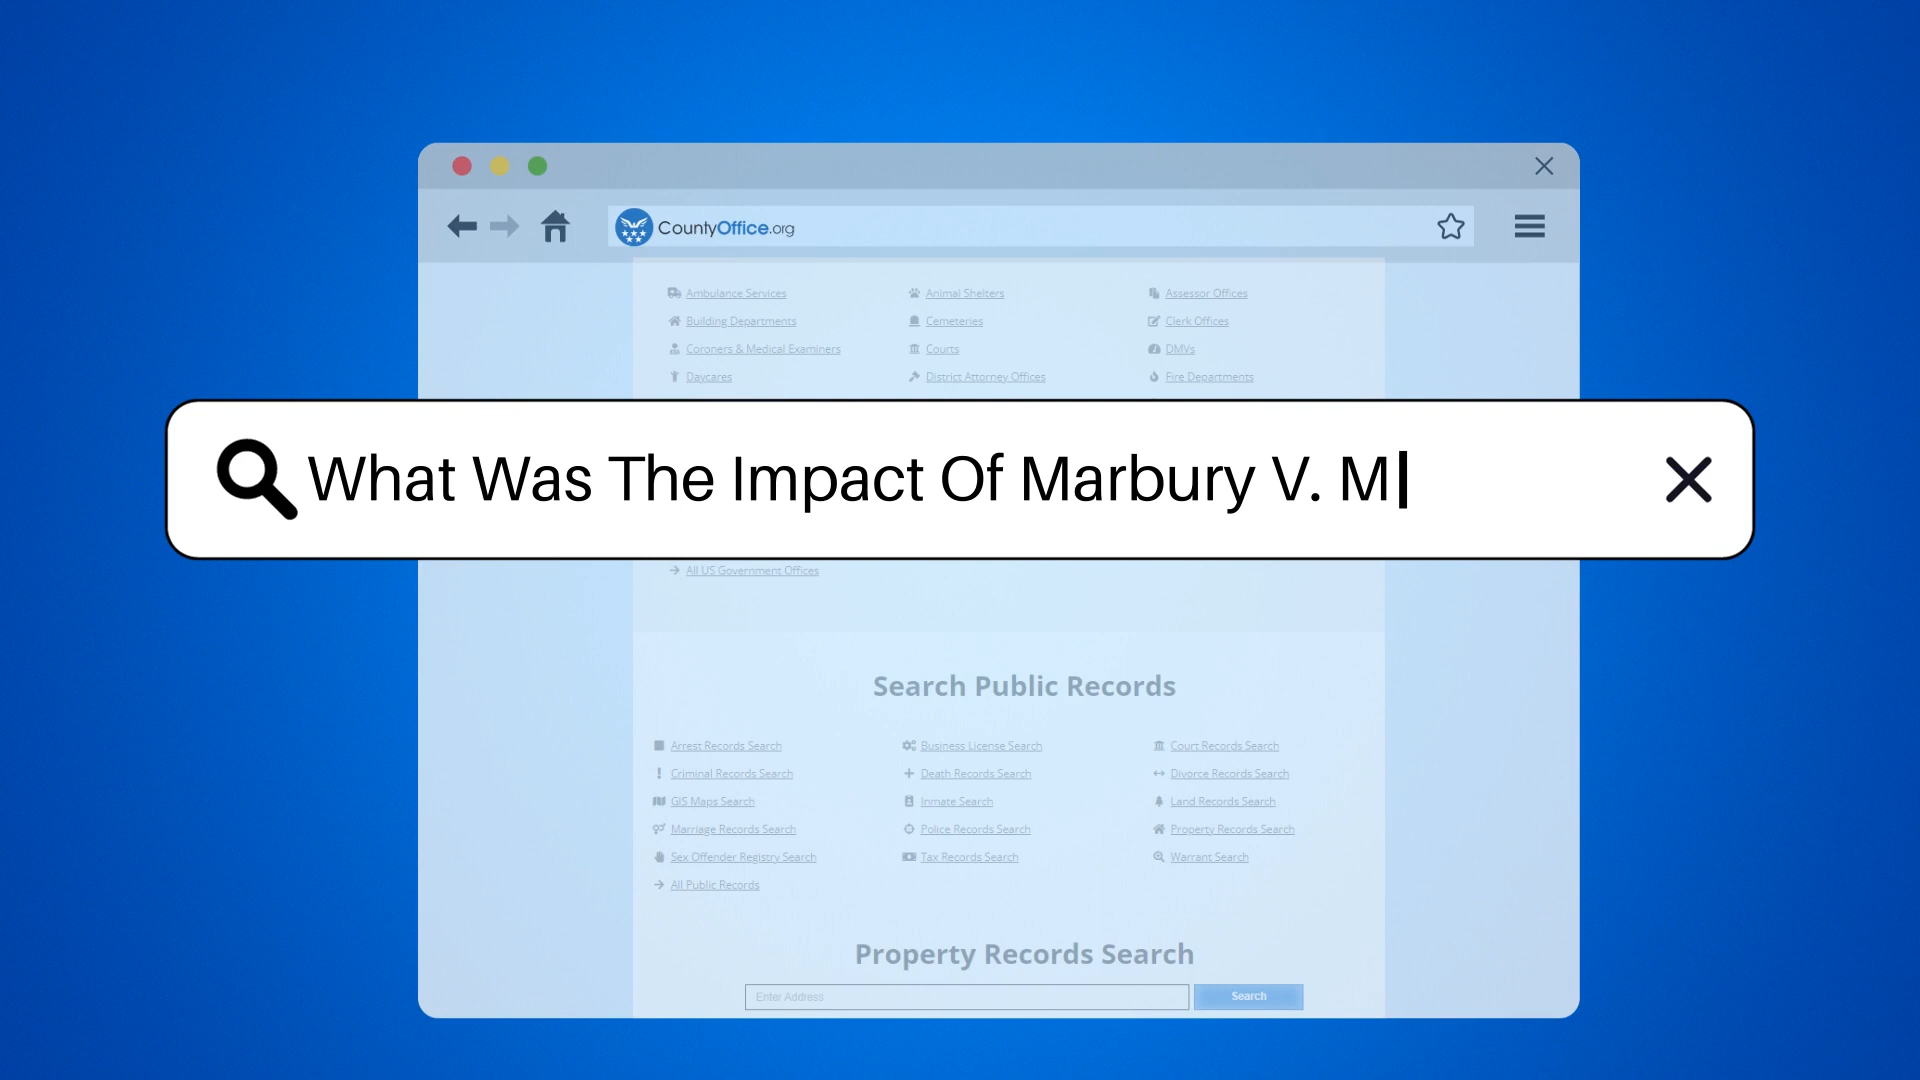 CountyOffice.org
Ambulance Services Animal Shelters Assessor Offices
Building Departments Cemeteries Clerk Offices
Coroners & Medical Examiners Courts DMVs
Daycares District Attorney Offices Fire Departments
What Was The Impact Of Marbury V. M
All US Government Offices
Search Public Records
Arrest Records Search Business License Search Court Records Search
Criminal Records Search Death Records Search Divorce Records Search
GIS Maps Search Inmate Search Land Records Search
Marriage Records Search Police Records Search Property Records Search
Sex Offender Registry Search Tax Records Search Warrant Search
All Public Records
Property Records Search
Enter Address Search